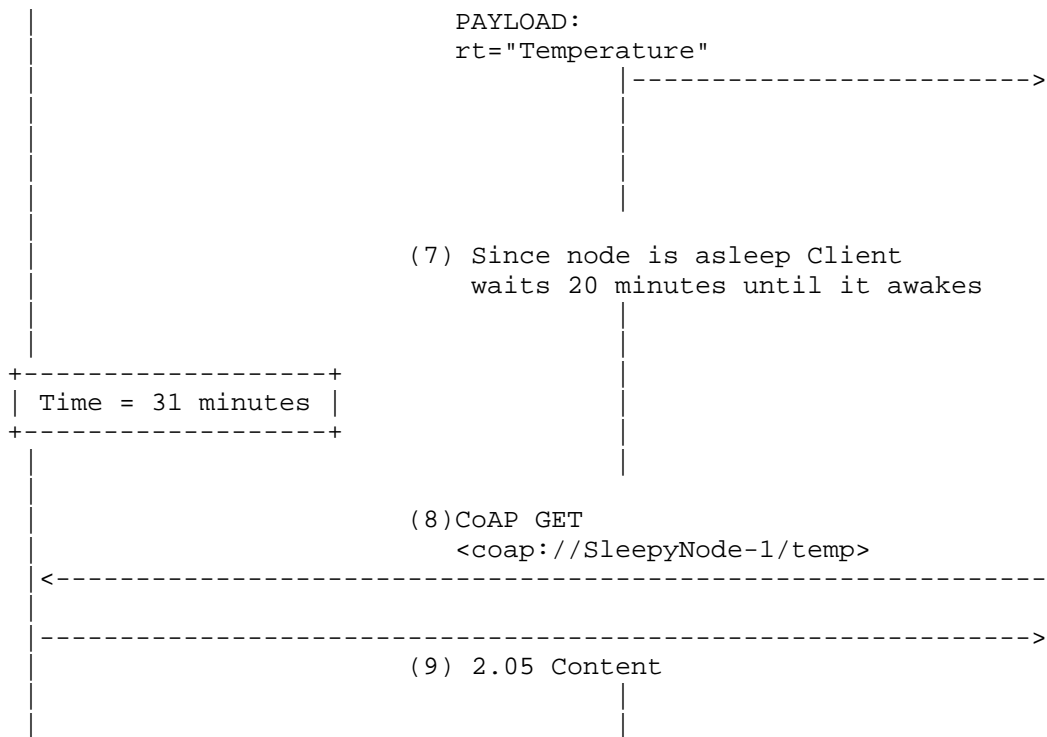 PAYLOAD:
rt="Temperature"
(7) Since node is asleep Client
waits 20 minutes until it awakes
Time = 31 minutes
(8)CoAP GET
<coap://SleepyNode-1/temp>
(9) 2.05 Content